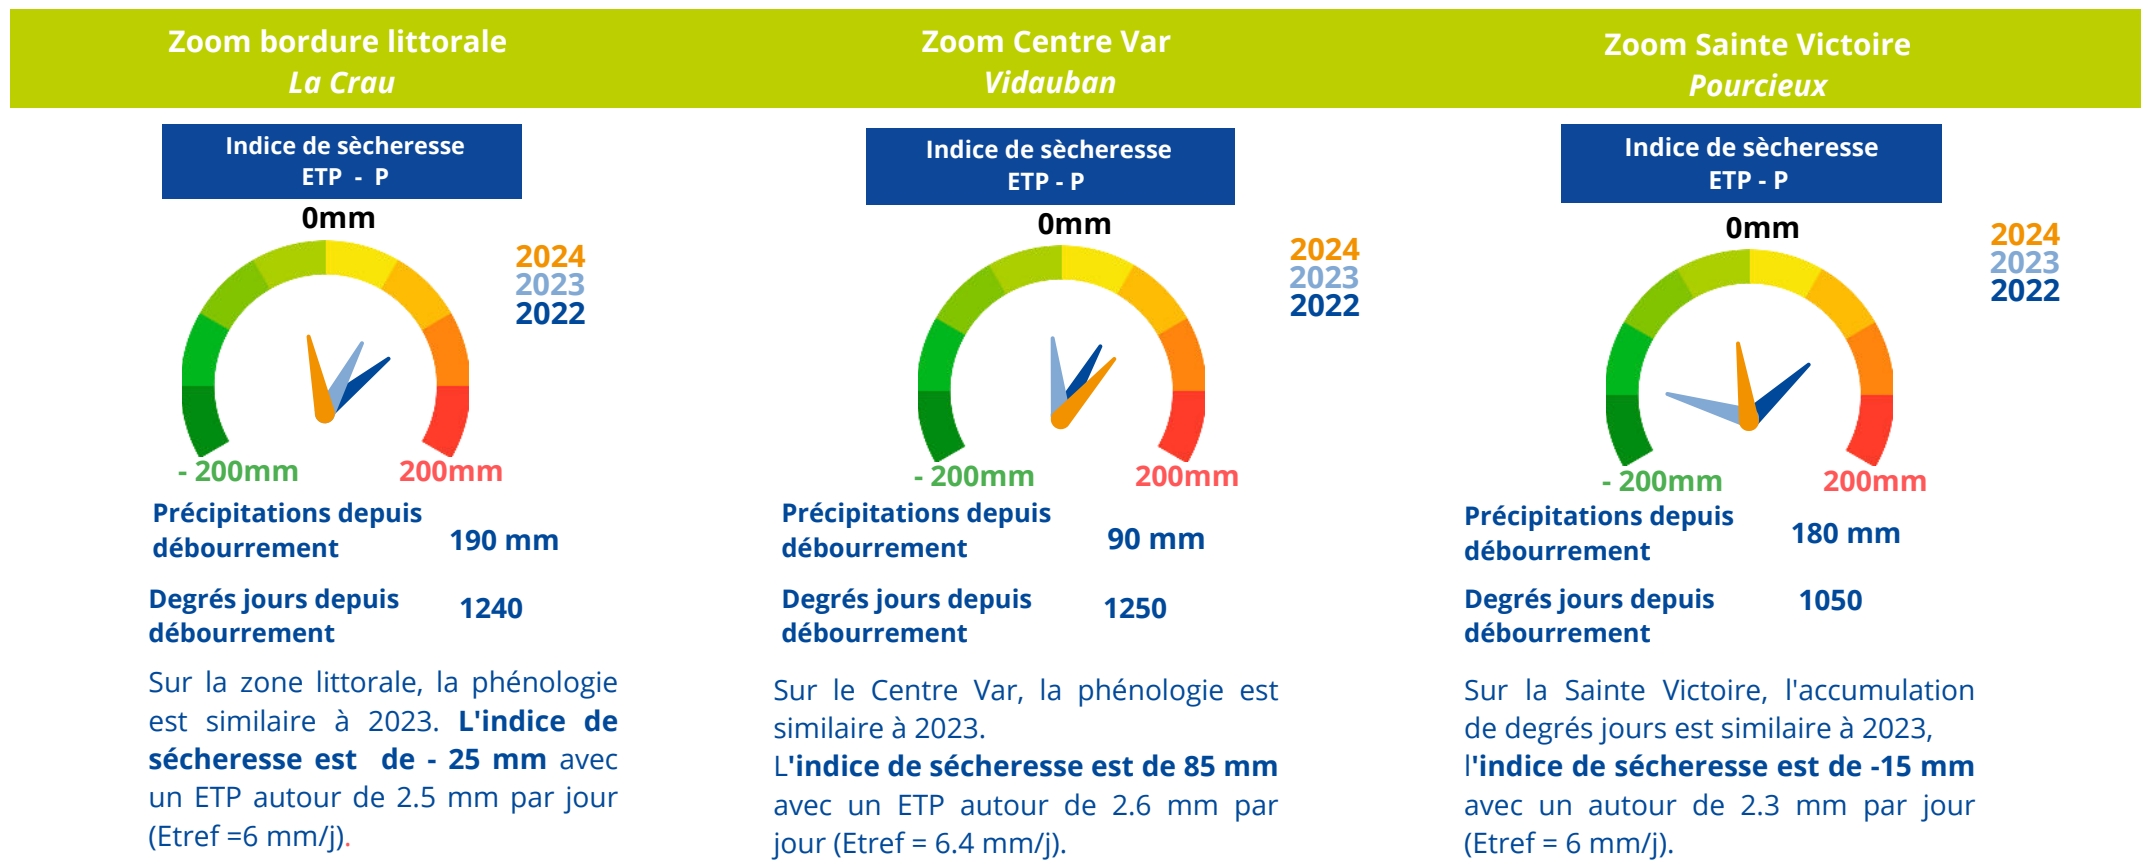 Zoom bordure littorale
La Crau
Indice de sècheresse
ETP - P
0mm
2024
2023
2022
- 200mm
200mm
Précipitations depuis
débourrement
190 mm
Degrés jours depuis
débourrement
1240
Sur la zone littorale, la phénologie
est similaire à 2023. L'indice de
sécheresse est de - 25 mm avec
un ETP autour de 2.5 mm par jour
(Etref =6 mm/j).
Zoom Centre Var
Vidauban
Indice de sècheresse
ETP - P
0mm
2024
2023
2022
- 200mm
200mm
Précipitations depuis
débourrement
90 mm
Degrés jours depuis
débourrement
1250
Sur le Centre Var, la phénologie est
similaire à 2023.
L'indice de sécheresse est de 85 mm
avec un ETP autour de 2.6 mm par
jour (Etref = 6.4 mm/j).
Zoom Sainte Victoire
Pourcieux
Indice de sècheresse
ETP - P
0mm
2024
2023
2022
- 200mm
200mm
Précipitations depuis
débourrement
180 mm
Degrés jours depuis
débourrement
1050
Sur la Sainte Victoire, l'accumulation
de degrés jours est similaire à 2023,
l'indice de sécheresse est de -15 mm
avec un autour de 2.3 mm par jour
(Etref = 6 mm/j).